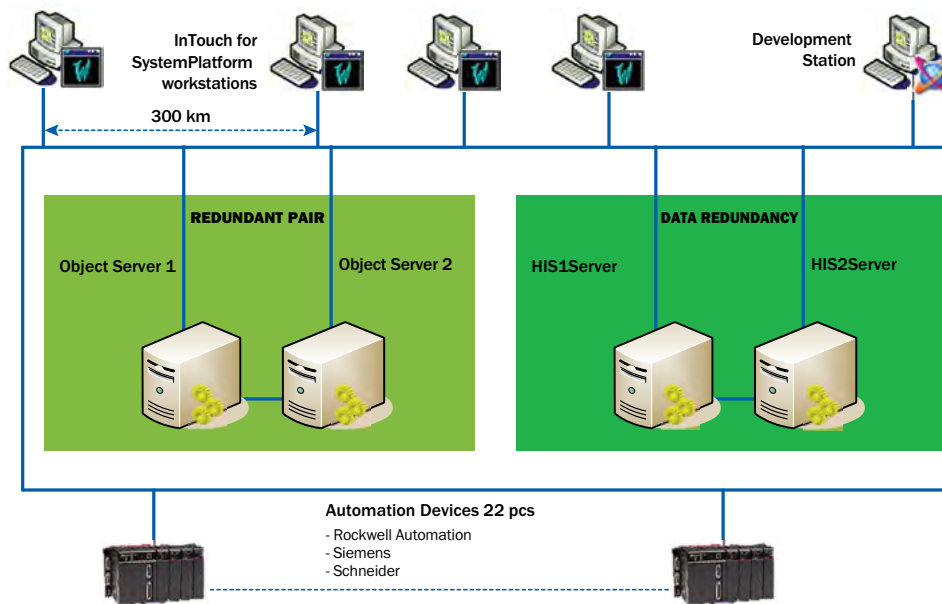 InTouch for
SystemPlatform
workstations
Development
Station
300 km
REDUNDANT PAIR
DATA REDUNDANCY
Object Server 1
Object Server 2
HIS1Server
HIS2Server
Automation Devices 22 pcs
- Rockwell Automation
- Siemens
- Schneider